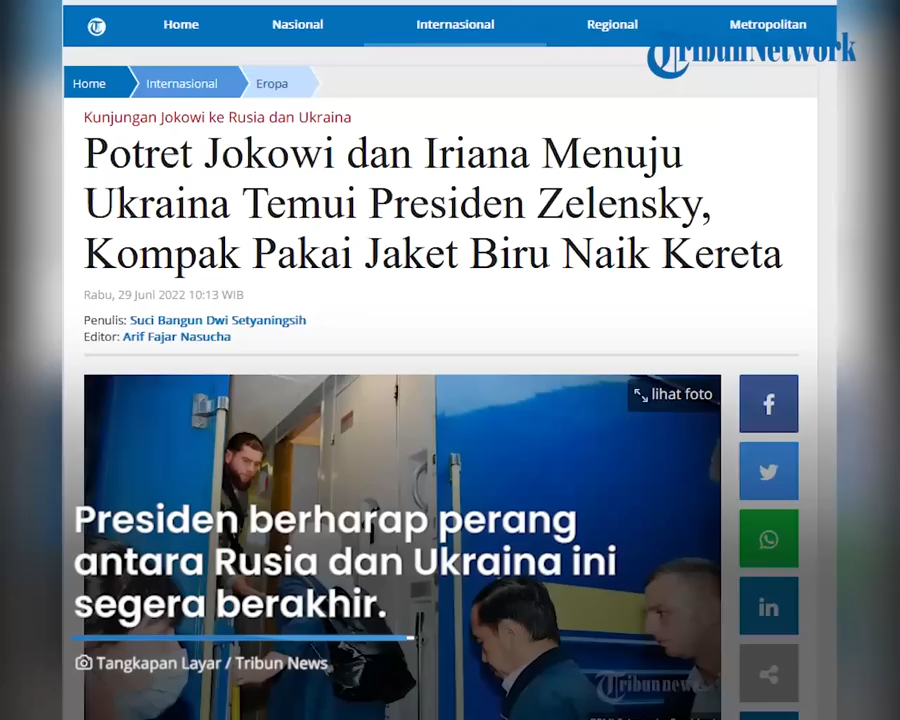 Home Nasional Internasional Regional Metropolitan
TribunNetwork
Home Internasional Eropa
Kunjungan Jokowi ke Rusia dan Ukraina
Potret Jokowi dan Iriana Menuju
Ukraina Temui Presiden Zelensky,
Kompak Pakai Jaket Biru Naik Kereta
Rabu, 29 Juni 2022 10:13 WIB
Penulis: Suci Bangun Dwi Setyaningsih
Editor: Arif Fajar Nasucha
lihat foto
Presiden berharap perang
antara Rusia dan Ukraina ini
segera berakhir.
Tangkapan Layar / Tribun News